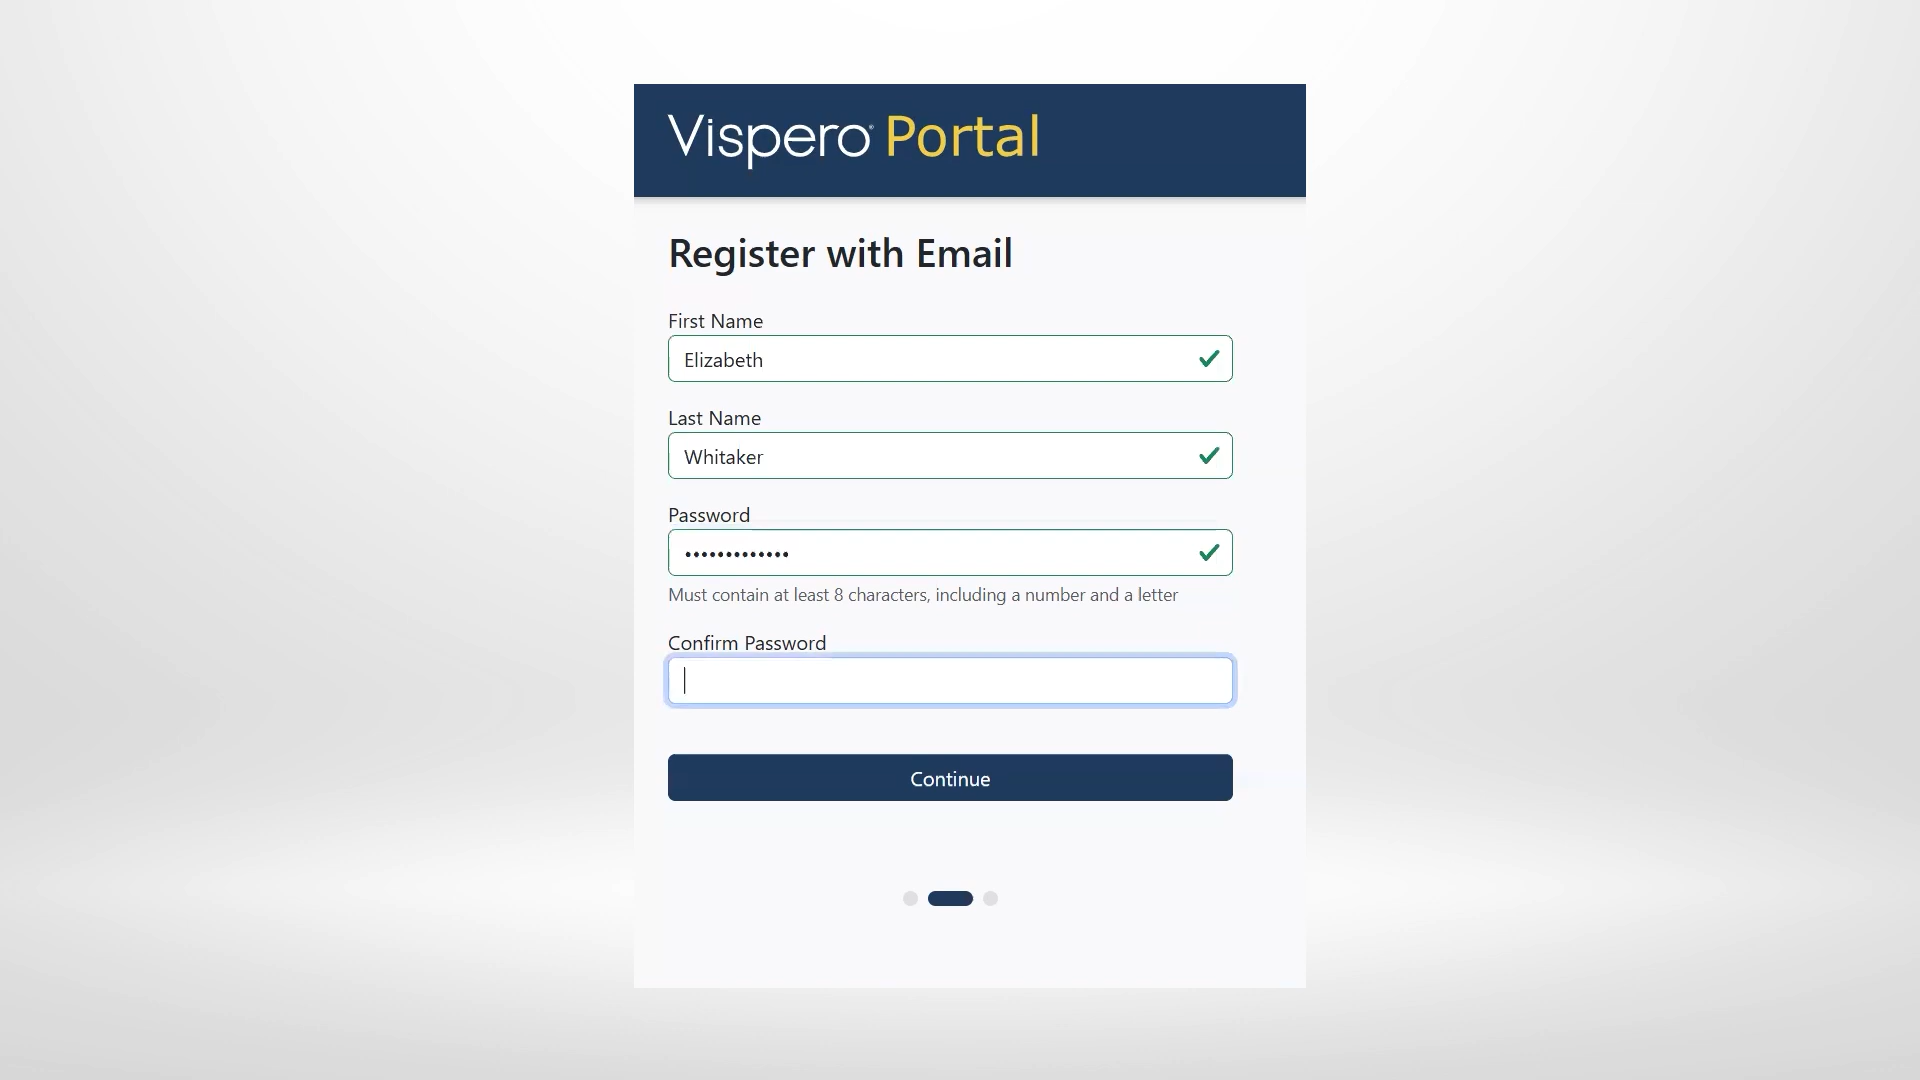 Vispero® Portal
Register with Email
First Name
Elizabeth
Last Name
Whitaker
Password
•••••••••••••
Must contain at least 8 characters, including a number and a letter
Confirm Password
Continue